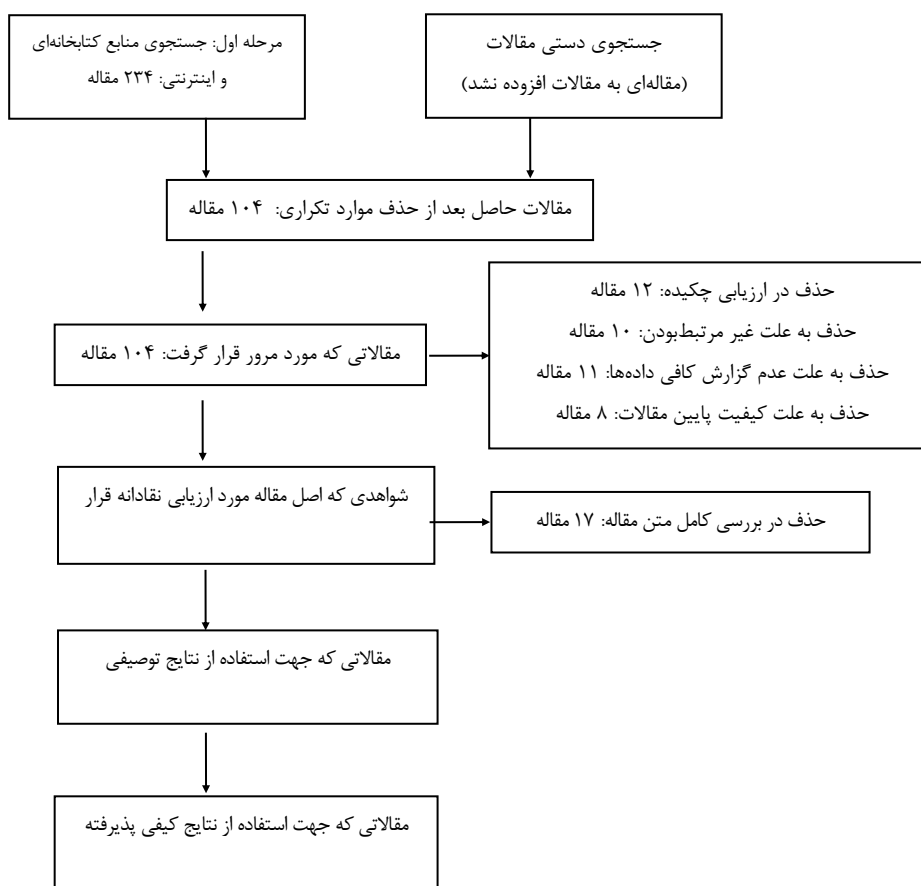 مرحله اول: جستجوی منابع کتابخانه‌ای
و اینترنتی: ۲۳۴ مقاله
جستجوی دستی مقالات
(مقاله‌ای به مقالات افزوده نشد)
مقالات حاصل بعد از حذف موارد تکراری: ۱۰۴ مقاله
مقالاتی که مورد مرور قرار گرفت: ۱۰۴ مقاله
حذف در ارزیابی چکیده: ۱۲ مقاله
حذف به علت غیر مرتبط‌بودن: ۱۰ مقاله
حذف به علت عدم گزارش کافی داده‌ها: ۱۱ مقاله
حذف به علت کیفیت پایین مقالات: ۸ مقاله
شواهدی که اصل مقاله مورد ارزیابی نقادانه قرار
حذف در بررسی کامل متن مقاله: ۱۷ مقاله
مقالاتی که جهت استفاده از نتایج توصیفی
مقالاتی که جهت استفاده از نتایج کیفی پذیرفته